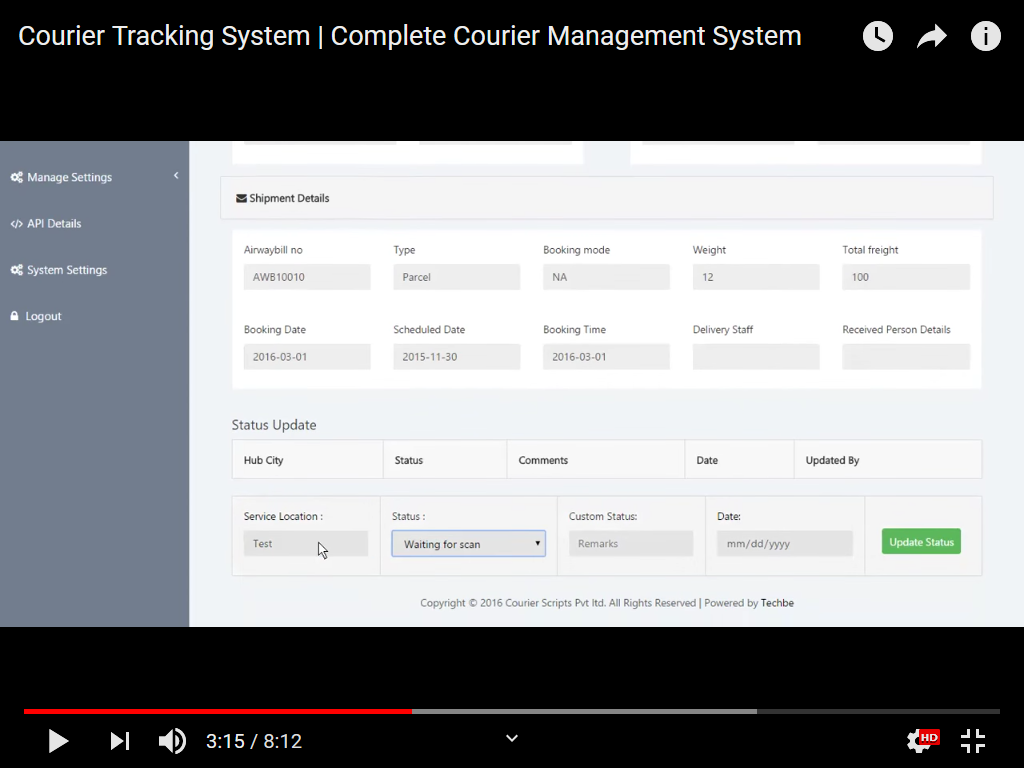 Courier Tracking System | Complete Courier Management System
Manage Settings
Shipment Details
API Details
Airwaybill no Type Booking mode Weight Total freight
AWB10010 Parcel NA 12 100
System Settings
Logout
Booking Date Scheduled Date Booking Time Delivery Staff Received Person Details
2016-03-01 2015-11-30 2016-03-01
Status Update
Hub City Status Comments Date Updated By
Service Location : Status : Custom Status: Date:
Test Waiting for scan Remarks mm/dd/yyyy Update Status
Copyright © 2016 Courier Scripts Pvt ltd. All Rights Reserved | Powered by Techbe
3:15 / 8:12 HD